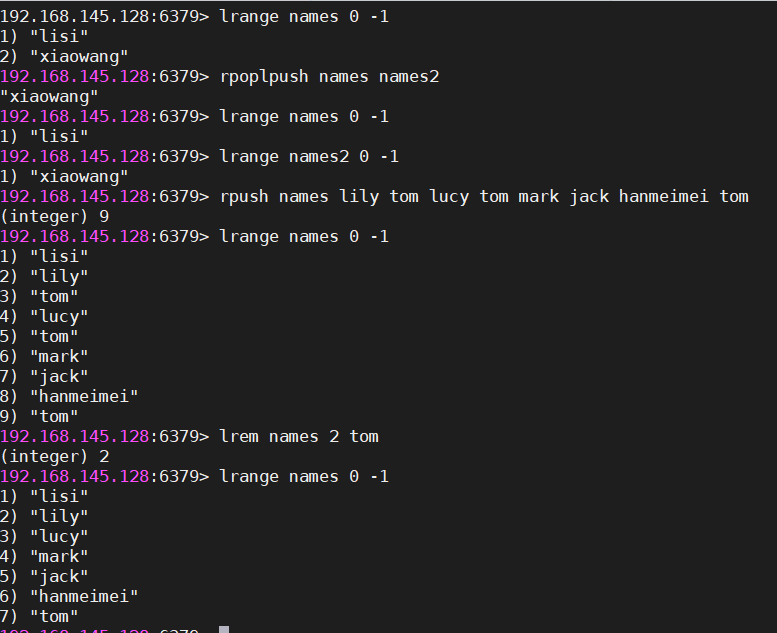 192.168.145.128:6379> lrange names 0 -1
1) "lisi"
2) "xiaowang"
192.168.145.128:6379> rpoplpush names names2
"xiaowang"
192.168.145.128:6379> lrange names 0 -1
1) "lisi"
192.168.145.128:6379> lrange names2 0 -1
1) "xiaowang"
192.168.145.128:6379> rpush names lily tom lucy tom mark jack hanmeimei tom
(integer) 9
192.168.145.128:6379> lrange names 0 -1
1) "lisi"
2) "lily"
3) "tom"
4) "lucy"
5) "tom"
6) "mark"
7) "jack"
8) "hanmeimei"
9) "tom"
192.168.145.128:6379> lrem names 2 tom
(integer) 2
192.168.145.128:6379> lrange names 0 -1
1) "lisi"
2) "lily"
3) "lucy"
4) "mark"
5) "jack"
6) "hanmeimei"
7) "tom"
192.168.145.128:6379>